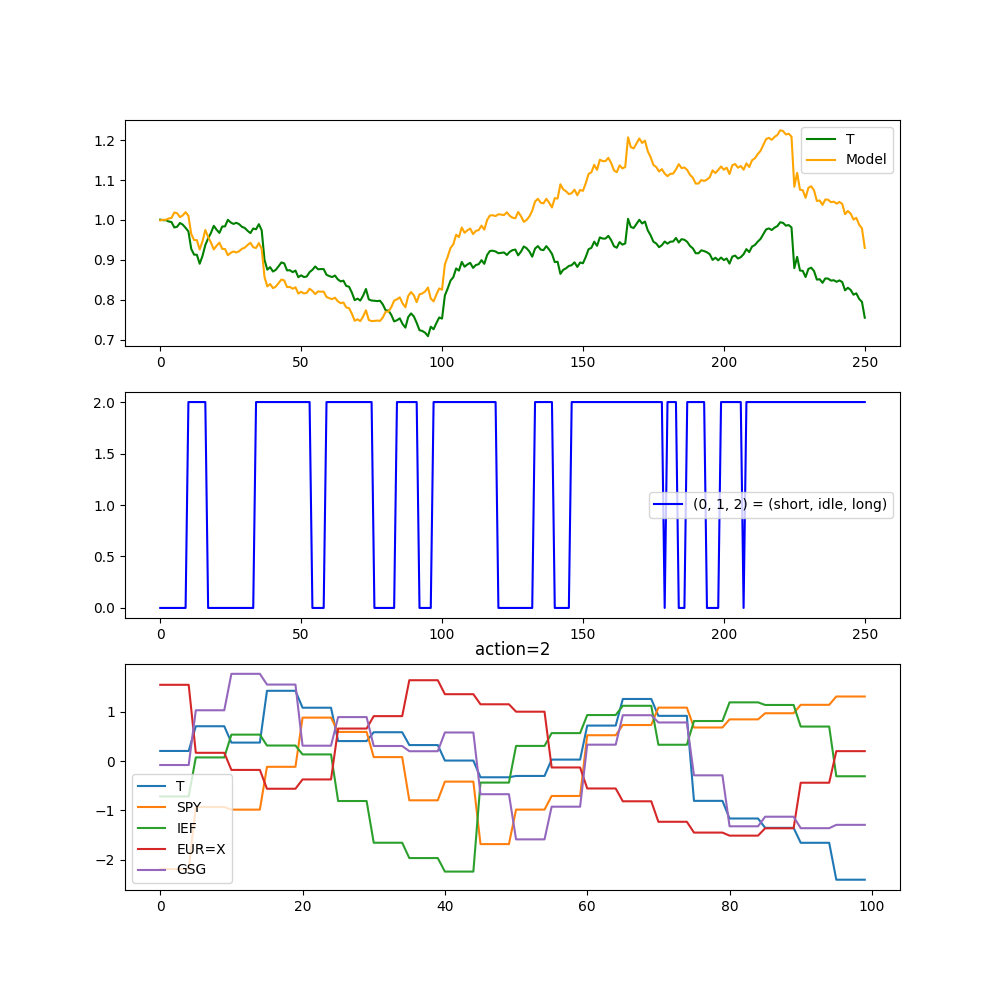 1.2
1.1
1.0
0.9
0.8
0.7
T
Model
0 50 100 150 200 250
2.0
1.5
1.0
0.5
0.0
(0, 1, 2) = (short, idle, long)
0 50 100 150 200 250
action=2
1
0
−1
−2
T
SPY
IEF
EUR=X
GSG
0 20 40 60 80 100